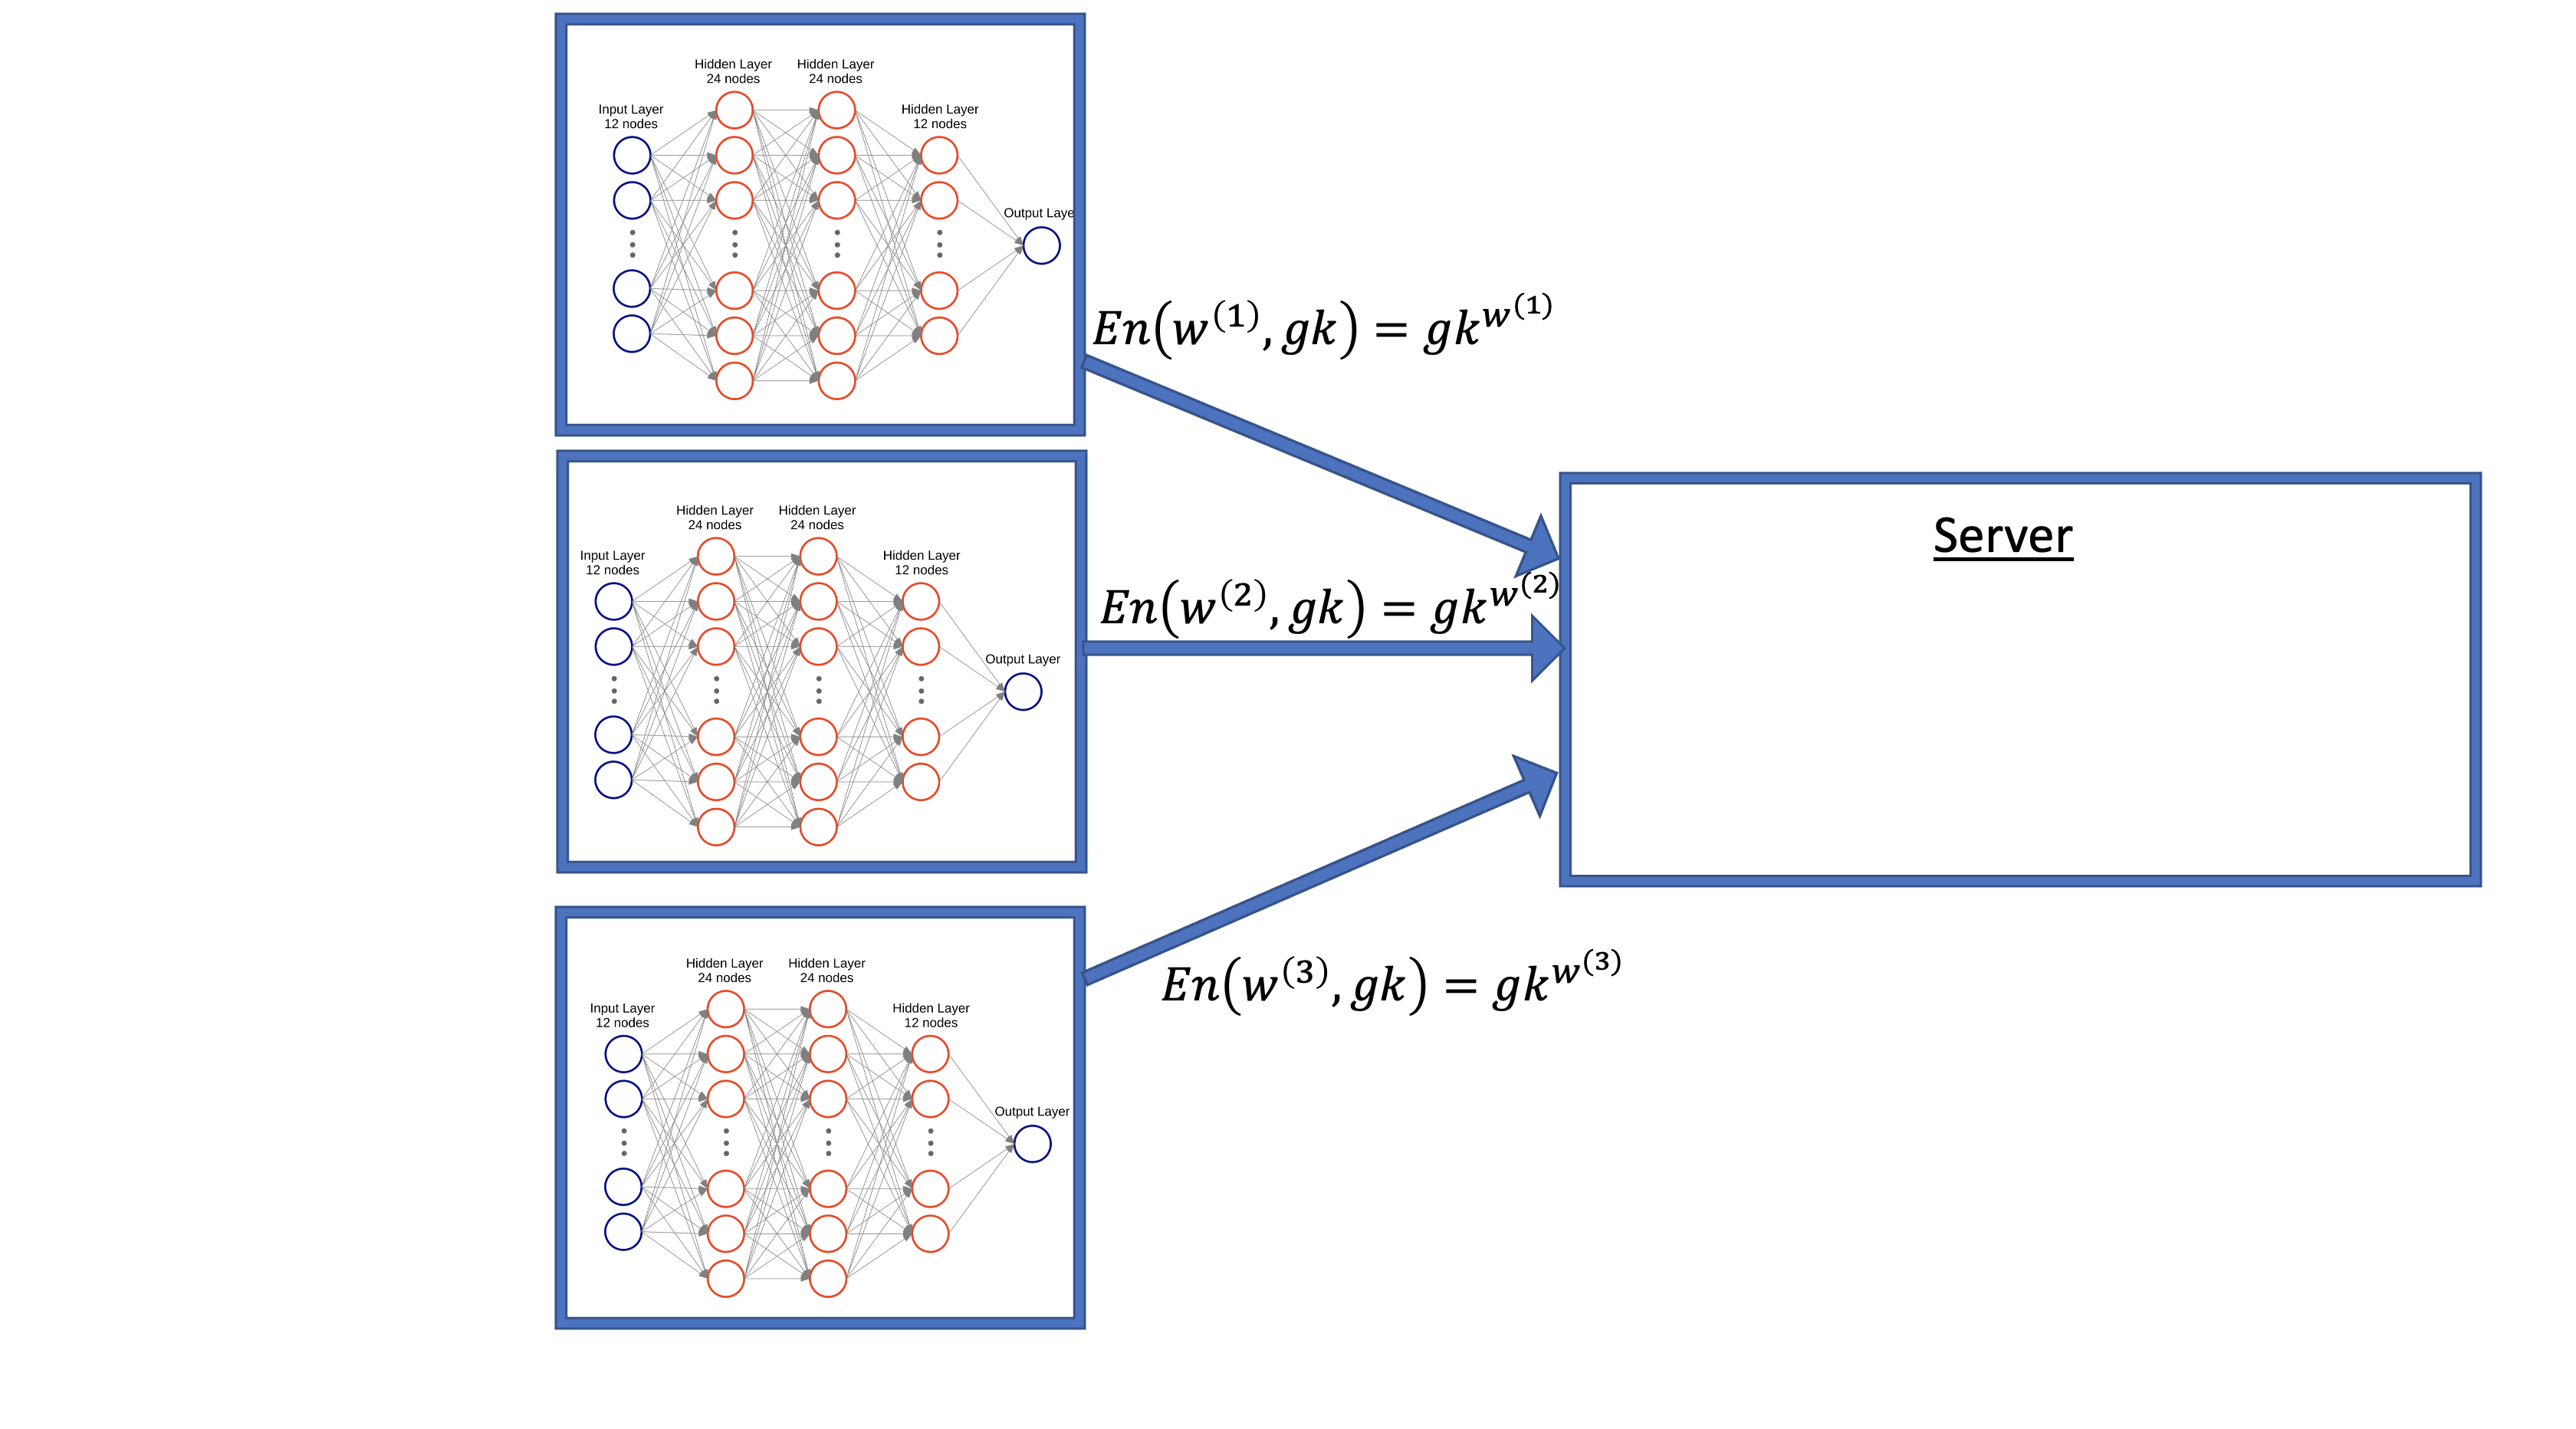 Hidden Layer
24 nodes
Hidden Layer
24 nodes
Input Layer
12 nodes
Hidden Layer
12 nodes
Output Laye
En(w^(1), gk) = gk^w^(1)
Hidden Layer
24 nodes
Hidden Layer
24 nodes
Input Layer
12 nodes
Hidden Layer
12 nodes
Output Layer
En(w^(2), gk) = gk^w^(2)
Server
Hidden Layer
24 nodes
Hidden Layer
24 nodes
Input Layer
12 nodes
Hidden Layer
12 nodes
Output Layer
En(w^(3), gk) = gk^w^(3)